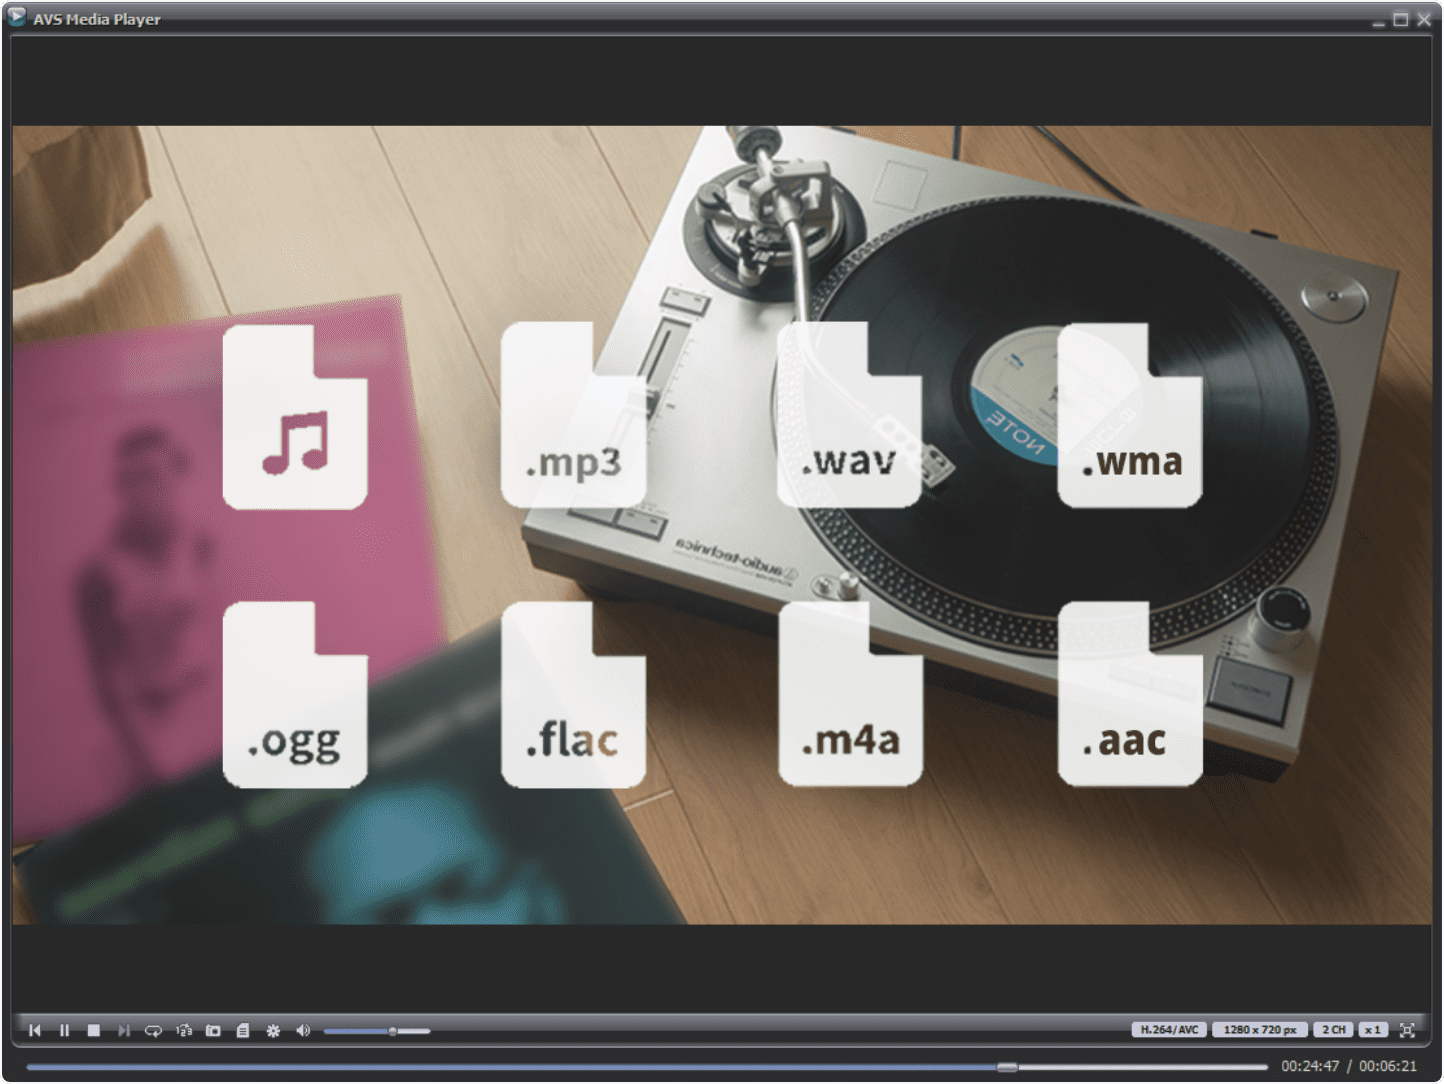 AVS Media Player
.mp3
.wav
.wma
NOTE
audio-technica
.ogg
.flac
.m4a
.aac
H.264/AVC
1280 x 720 px
2 CH
x 1
00:24:47 / 00:06:21